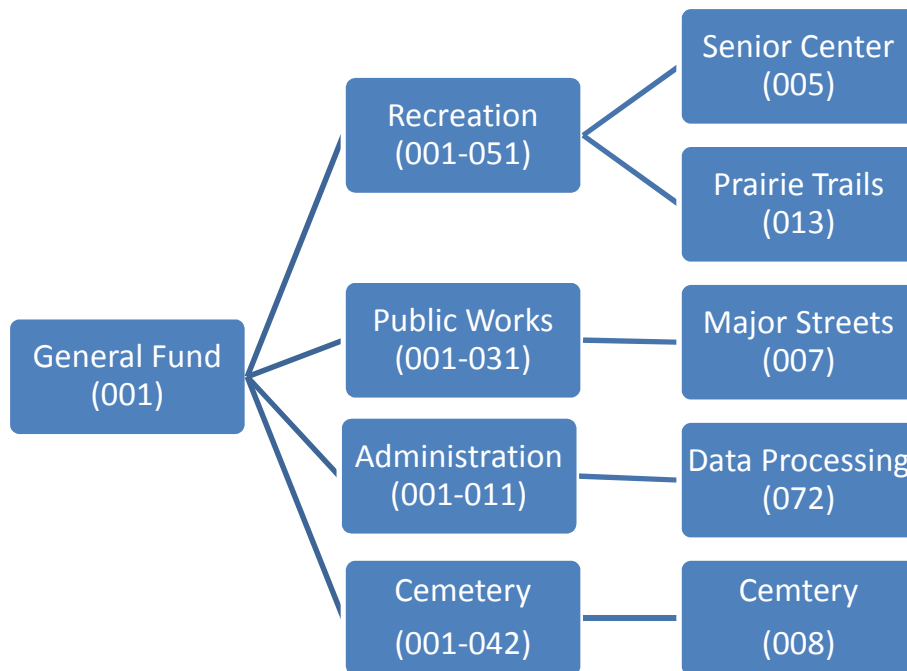 Senior Center
(005)
Recreation
(001-051)
Prairie Trails
(013)
Public Works
(001-031)
Major Streets
(007)
General Fund
(001)
Administration
(001-011)
Data Processing
(072)
Cemetery
(001-042)
Cemtery
(008)